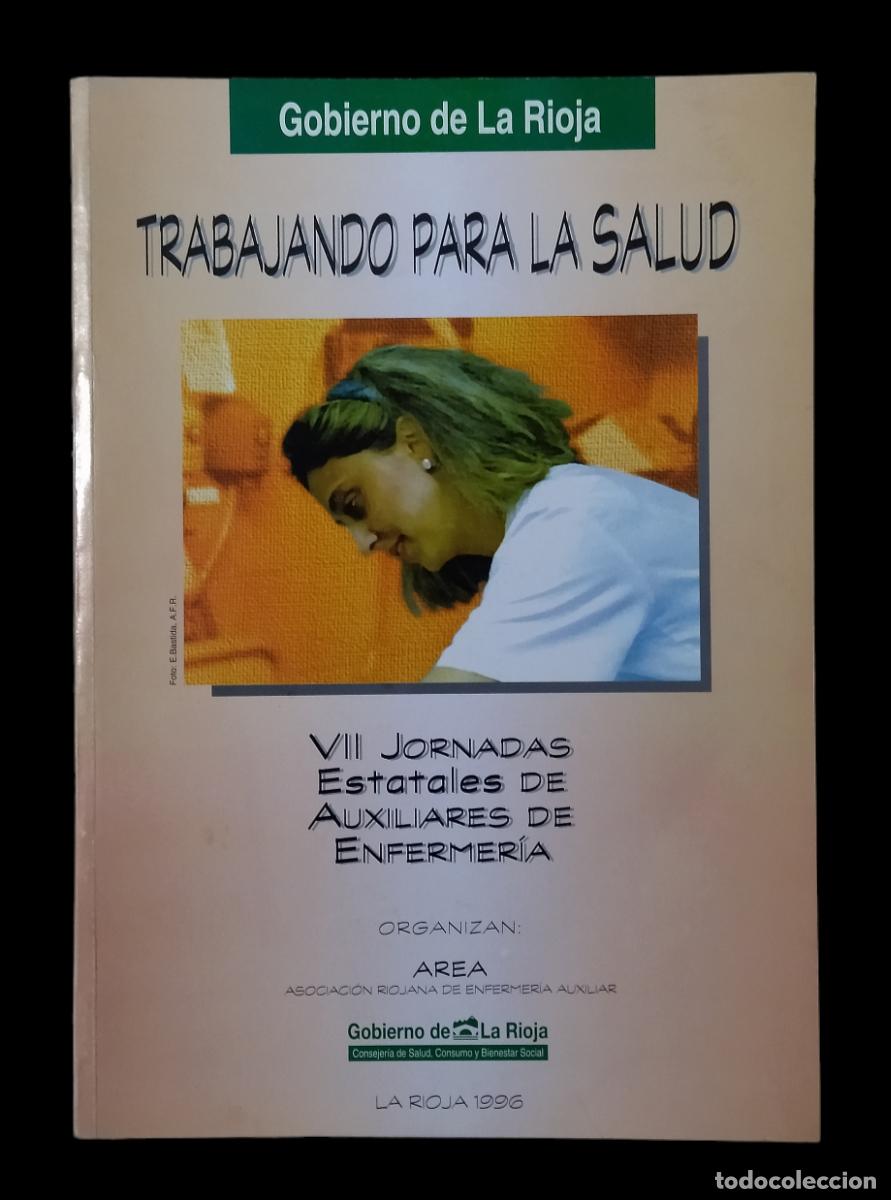 Gobierno de La Rioja
TRABAJANDO PARA LA SALUD
Foto: E.Bastida. A.F.R.
VII JORNADAS
Estatales DE
AUXILIARES DE
ENFERMERÍA
ORGANIZAN:
AREA
ASOCIACIÓN RIOJANA DE ENFERMERÍA AUXILIAR
Gobierno de La Rioja
Consejería de Salud, Consumo y Bienestar Social
LA RIOJA 1996
todocoleccion